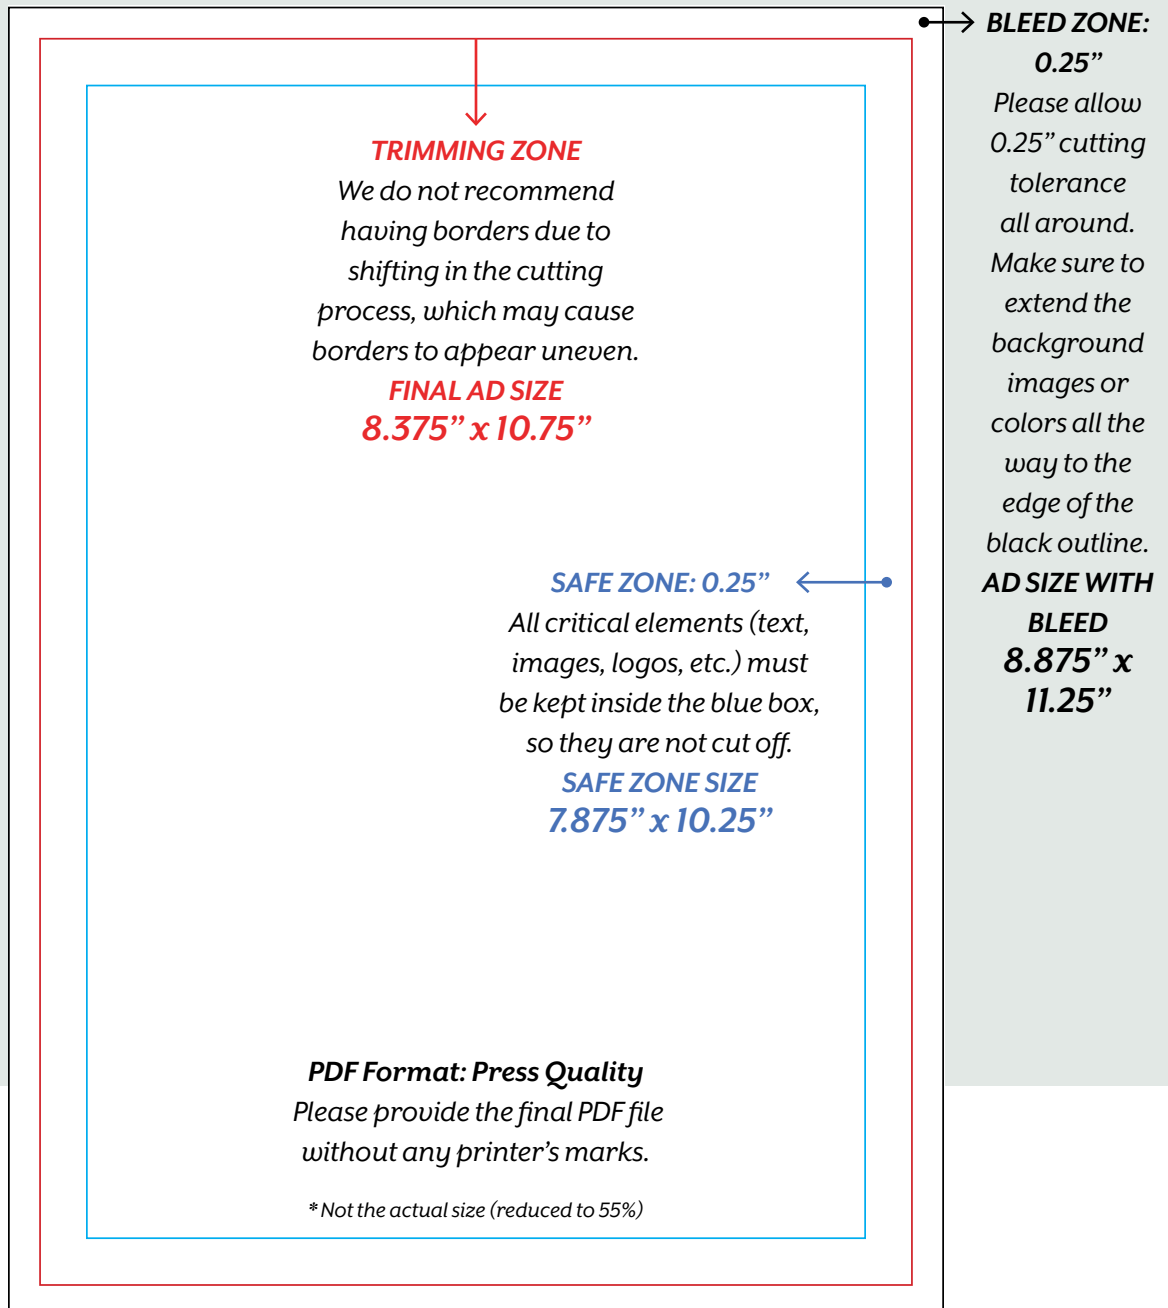 TRIMMING ZONE
We do not recommend
having borders due to
shifting in the cutting
process, which may cause
borders to appear uneven.
FINAL AD SIZE
8.375” x 10.75”
SAFE ZONE: 0.25”
All critical elements (text,
images, logos, etc.) must
be kept inside the blue box,
so they are not cut off.
SAFE ZONE SIZE
7.875” x 10.25”
PDF Format: Press Quality
Please provide the final PDF file
without any printer’s marks.
* Not the actual size (reduced to 55%)
BLEED ZONE:
0.25”
Please allow
0.25” cutting
tolerance
all around.
Make sure to
extend the
background
images or
colors all the
way to the
edge of the
black outline.
AD SIZE WITH
BLEED
8.875” x
11.25”